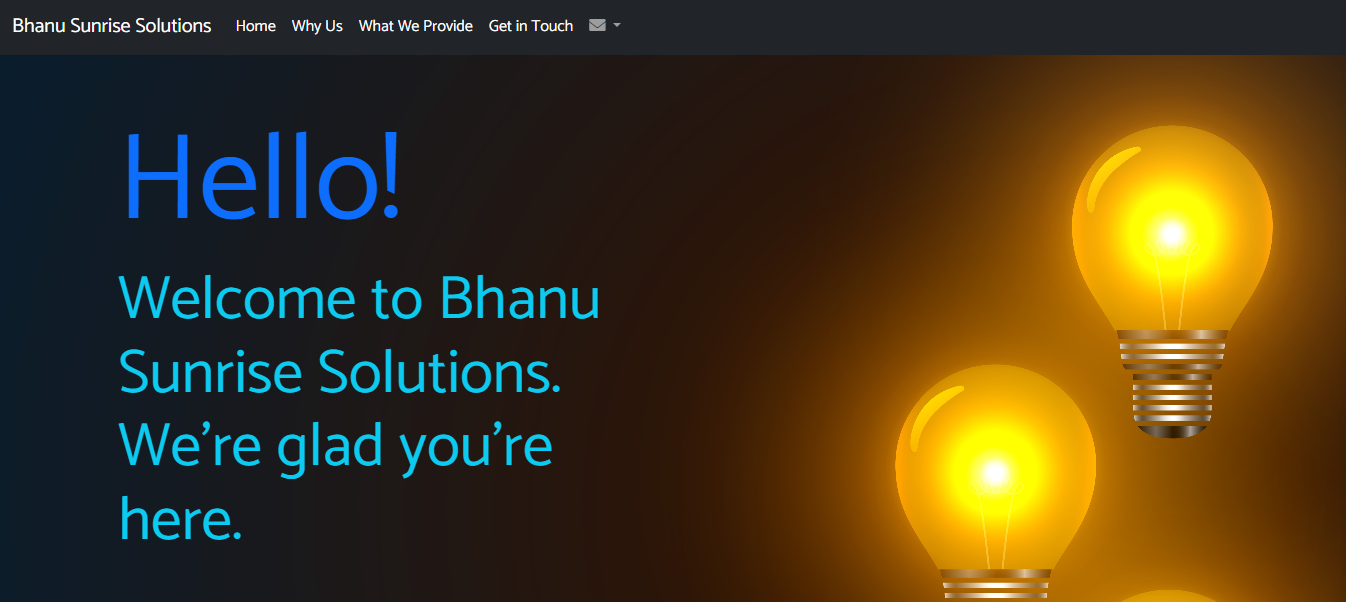 Bhanu Sunrise Solutions Home Why Us What We Provide Get in Touch
Hello!
Welcome to Bhanu
Sunrise Solutions.
We’re glad you’re
here.